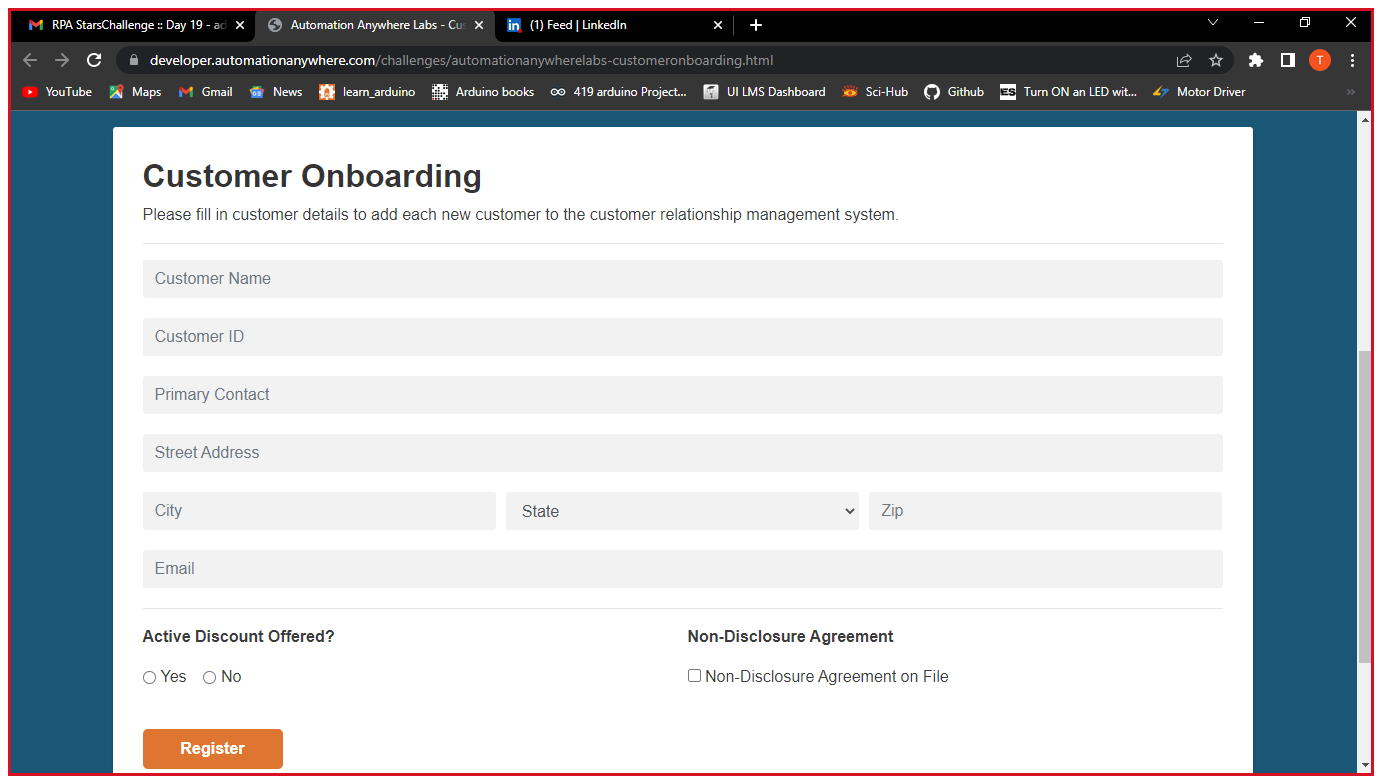 RPA StarsChallenge :: Day 19 - ad
Automation Anywhere Labs - Cus
(1) Feed | LinkedIn
developer.automationanywhere.com/challenges/automationanywherelabs-customeronboarding.html
T
YouTube Maps Gmail News learn_arduino Arduino books 419 arduino Project... UI LMS Dashboard Sci-Hub Github Turn ON an LED wit... Motor Driver
Customer Onboarding
Please fill in customer details to add each new customer to the customer relationship management system.
Customer Name
Customer ID
Primary Contact
Street Address
City State Zip
Email
Active Discount Offered? Non-Disclosure Agreement
Yes No Non-Disclosure Agreement on File
Register